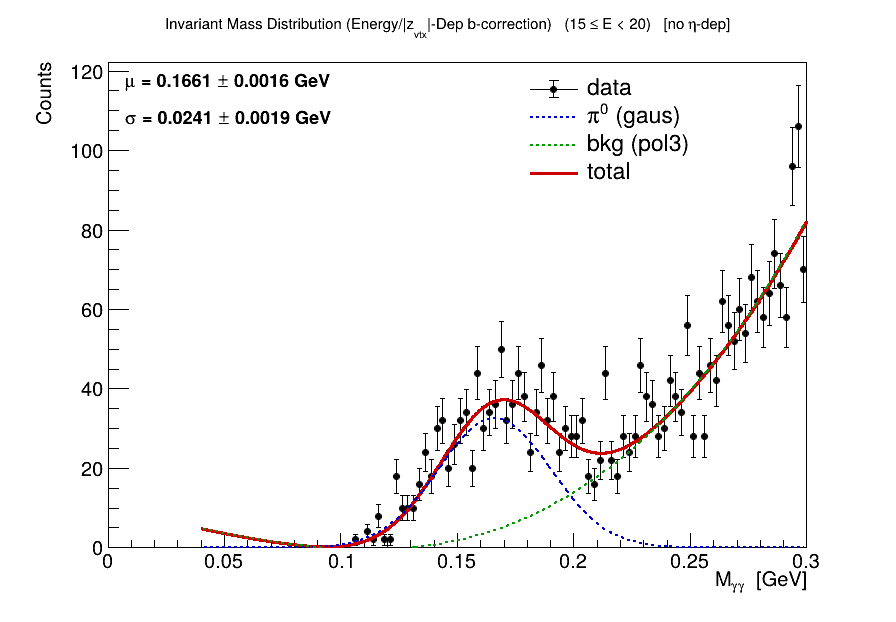 Invariant Mass Distribution (Energy/|z_vtx|-Dep b-correction) (15 ≤ E < 20) [no η-dep]
Counts
μ = 0.1661 ± 0.0016 GeV
σ = 0.0241 ± 0.0019 GeV
data
π⁰ (gaus)
bkg (pol3)
total
120
100
80
60
40
20
0
0 0.05 0.1 0.15 0.2 0.25 0.3
M_γγ [GeV]